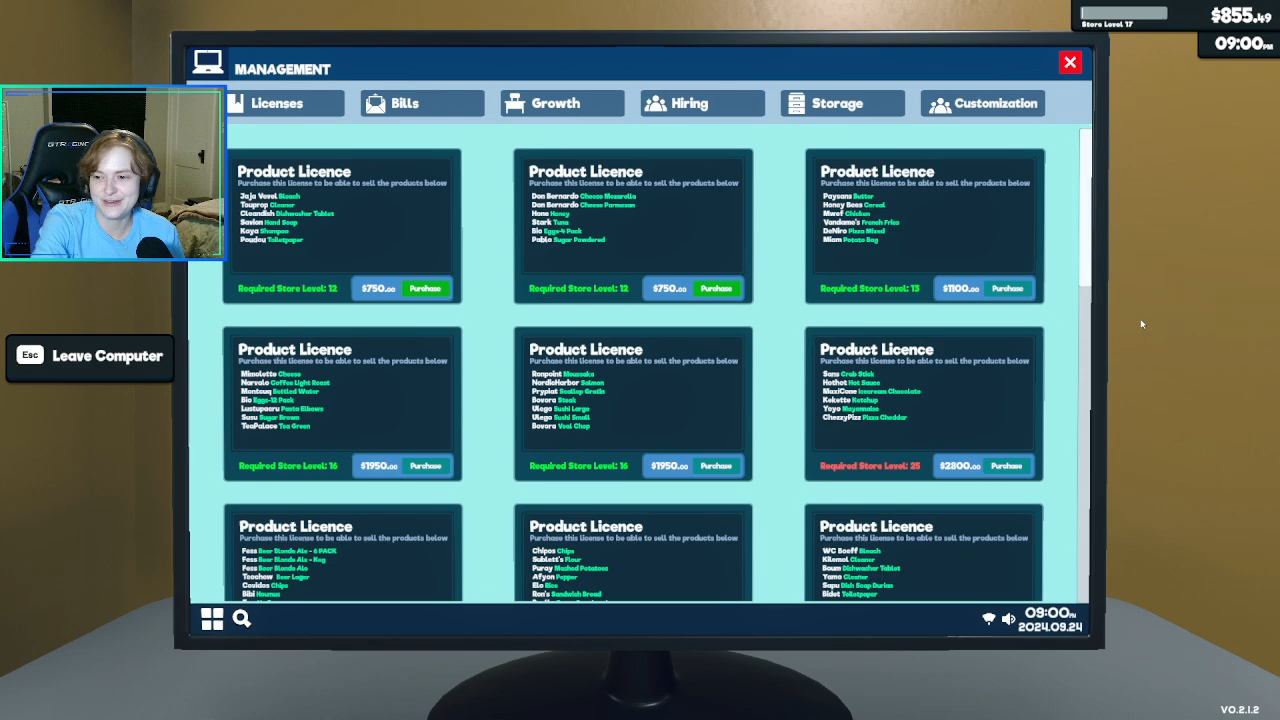 $855.49
Store Level 17
09:00PM
MANAGEMENT
Licenses
Bills
Growth
Hiring
Storage
Customization
Product Licence
Purchase this license to be able to sell the products below
Jaja Vevel Bleach
Touprop Cleaner
Cleandish Dishwasher Tablet
Savion Hand Soap
Kaya Shampoo
Poudou Toiletpaper
Required Store Level: 12
$750.00
Purchase
Product Licence
Purchase this license to be able to sell the products below
Don Bernardo Cheese Mozarella
Don Bernardo Cheese Parmesan
Hona Honey
Stark Tuna
Bio Eggs-4 Pack
Pablo Sugar Powdered
Required Store Level: 12
$750.00
Purchase
Product Licence
Purchase this license to be able to sell the products below
Paysans Butter
Honey Bees Cereal
Mwof Chicken
Vandame's French Fries
DeNiro Pizza Mixed
Miam Potato Bag
Required Store Level: 13
$1100.00
Purchase
Product Licence
Purchase this license to be able to sell the products below
Mimolette Cheese
Narvalo Coffee Light Roast
Montsuq Bottled Water
Bio Eggs-12 Pack
Lustuparu Pasta Elbows
Susu Sugar Brown
TeaPalace Tea Green
Required Store Level: 16
$1950.00
Purchase
Product Licence
Purchase this license to be able to sell the products below
Ronpoint Moussaka
NordicHarbor Salmon
Prypiat Scallop Gratin
Bovora Steak
Ulego Sushi Large
Ulego Sushi Small
Bovora Veal Chop
Required Store Level: 16
$1950.00
Purchase
Product Licence
Purchase this license to be able to sell the products below
Sans Crab Stick
Hothot Hot Sauce
MaxiCone Icecream Chocolate
Kekette Ketchup
Yoyo Mayonnaise
ChezzyPizz Pizza Cheddar
Required Store Level: 25
$2800.00
Purchase
Product Licence
Purchase this license to be able to sell the products below
Fess Beer Blonde Ale - 6 PACK
Fess Beer Blonde Ale - Keg
Fess Beer Blonde Ale
Teochew Beer Lager
Covidos Chips
Bibi Houmus
Product Licence
Purchase this license to be able to sell the products below
Chipos Chips
Sublett's Flour
Puray Mashed Potatoes
Afyon Pepper
Elo Rice
Ron's Sandwich Bread
Product Licence
Purchase this license to be able to sell the products below
WC Boeff Bleach
Kilemol Cleaner
Boum Dishwasher Tablet
Yamo Cleaner
Sapu Dish Soap Durian
Bidet Toiletpaper
Esc Leave Computer
GTRACING
09:00PM
2024.09.24
V0.2.1.2